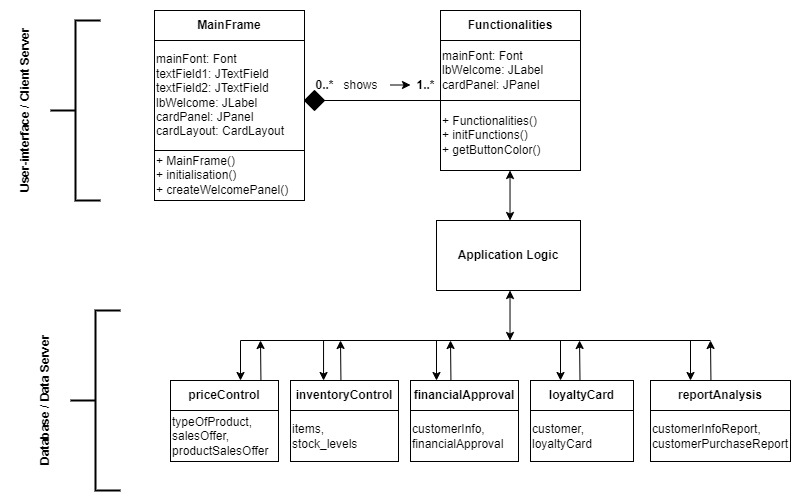 User-interface / Client Server
MainFrame
mainFont: Font
textField1: JTextField
textField2: JTextField
lbWelcome: JLabel
cardPanel: JPanel
cardLayout: CardLayout
+ MainFrame()
+ initialisation()
+ createWelcomePanel()
0..* shows 1..*
Functionalities
mainFont: Font
lbWelcome: JLabel
cardPanel: JPanel
+ Functionalities()
+ initFunctions()
+ getButtonColor()
Application Logic
Database / Data Server
priceControl
typeOfProduct,
salesOffer,
productSalesOffer
inventoryControl
items,
stock_levels
financialApproval
customerInfo,
financialApproval
loyaltyCard
customer,
loyaltyCard
reportAnalysis
customerInfoReport,
customerPurchaseReport